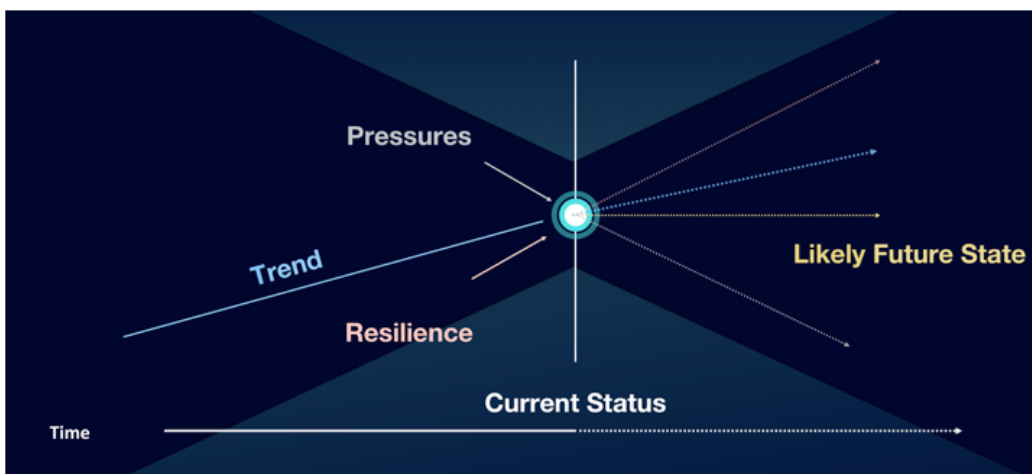 Pressures
Trend
Likely Future State
Resilience
Current Status
Time